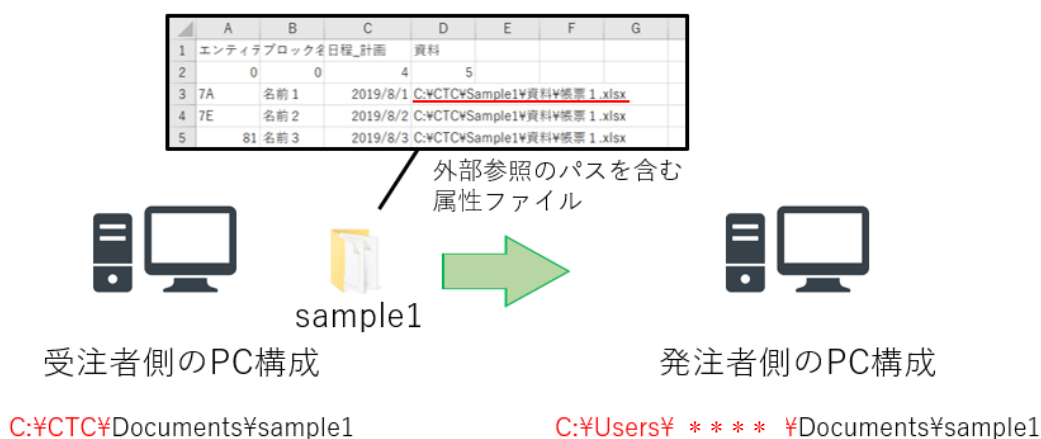 A B C D E F G
1 エンティテ ブロック名 日程_計画 資料
2 0 0 4 5
3 7A 名前1 2019/8/1 C:¥CTC¥Sample1¥資料¥帳票1.xlsx
4 7E 名前2 2019/8/2 C:¥CTC¥Sample1¥資料¥帳票1.xlsx
5 81 名前3 2019/8/3 C:¥CTC¥Sample1¥資料¥帳票1.xlsx
外部参照のパスを含む
属性ファイル
sample1
受注者側のPC構成
発注者側のPC構成
C:¥CTC¥Documents¥sample1
C:¥Users¥ **** ¥Documents¥sample1